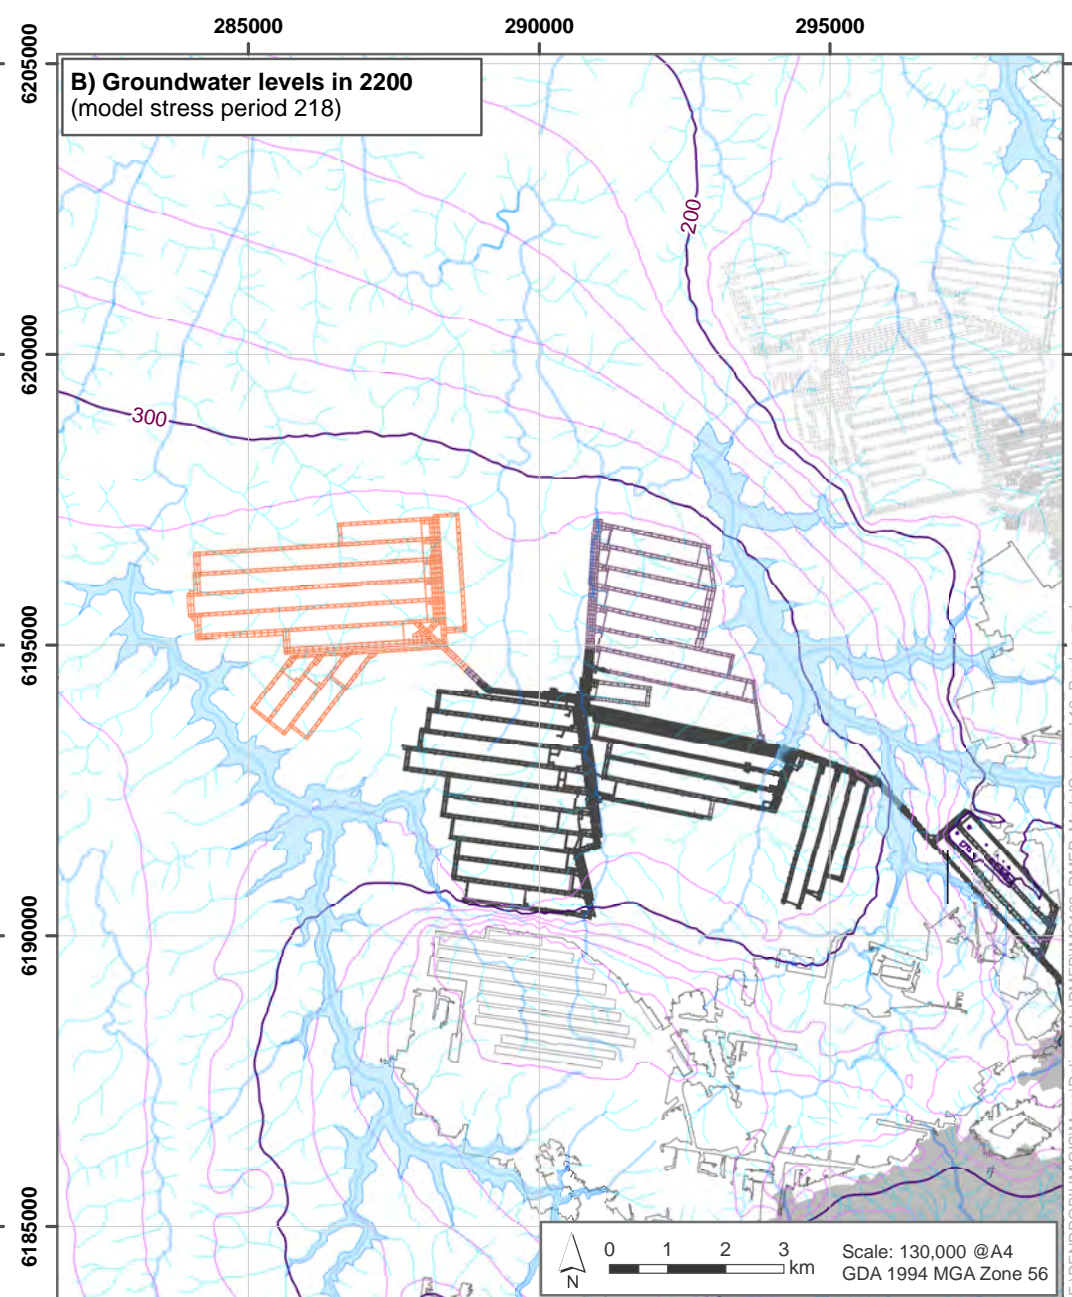 285000
290000
295000
B) Groundwater levels in 2200
(model stress period 218)
6205000
200
6200000
300
6195000
6190000
6185000
0 1 2 3
km
N
Scale: 130,000 @A4
GDA 1994 MGA Zone 56